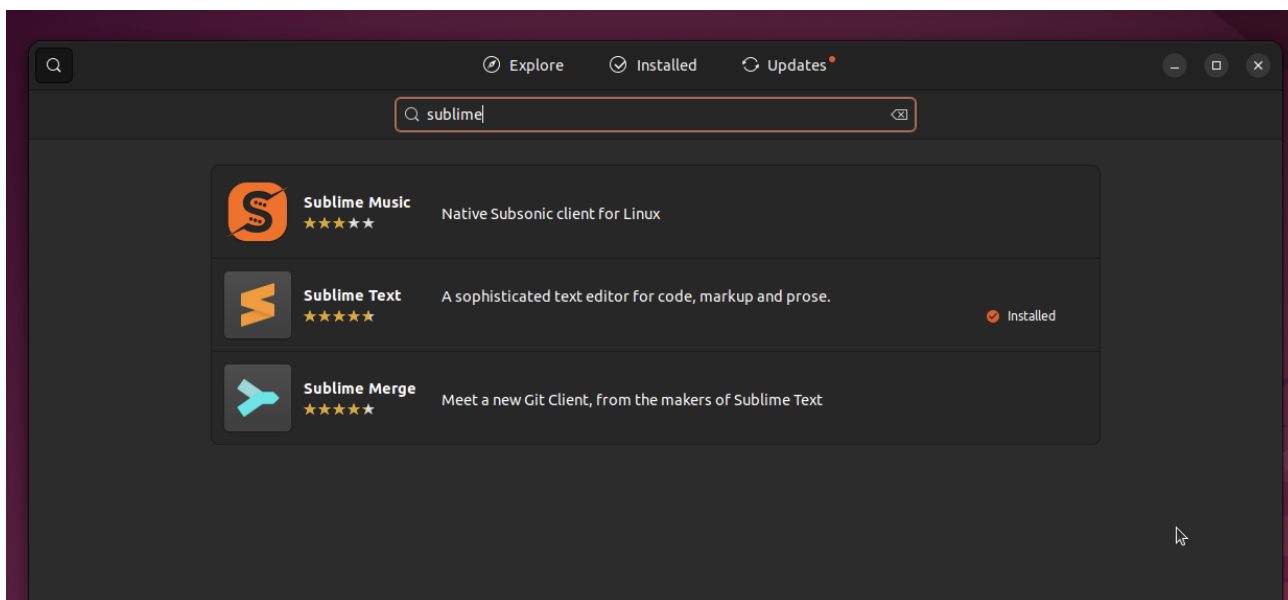 Explore Installed Updates
sublime
Sublime Music
Native Subsonic client for Linux
Sublime Text
A sophisticated text editor for code, markup and prose.
Installed
Sublime Merge
Meet a new Git Client, from the makers of Sublime Text